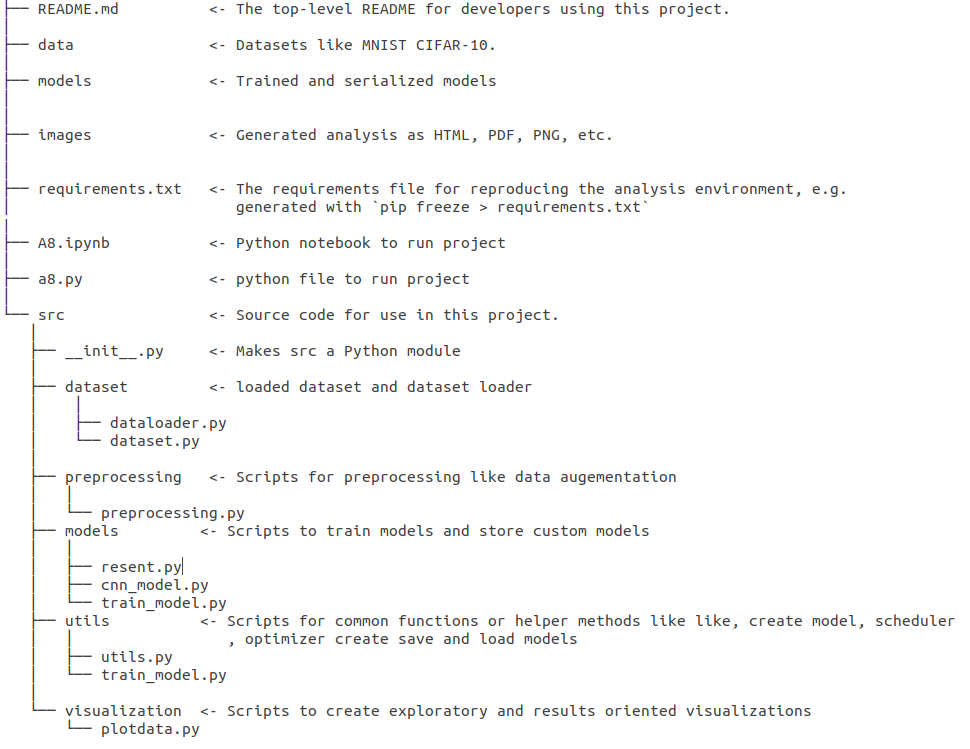 ├── README.md          <- The top-level README for developers using this project.
│
├── data               <- Datasets like MNIST CIFAR-10.
│
├── models             <- Trained and serialized models
│
│
├── images             <- Generated analysis as HTML, PDF, PNG, etc.
│
│
├── requirements.txt   <- The requirements file for reproducing the analysis environment, e.g.
│                         generated with `pip freeze > requirements.txt`
│
├── A8.ipynb           <- Python notebook to run project
│
├── a8.py              <- python file to run project
│
└── src                <- Source code for use in this project.
   │
   ├── __init__.py     <- Makes src a Python module
   │
   ├── dataset         <- loaded dataset and dataset loader
   │    │
   │    ├── dataloader.py
   │    └── dataset.py
   │
   ├── preprocessing   <- Scripts for preprocessing like data augementation
   │   │
   │   └── preprocessing.py
   ├── models         <- Scripts to train models and store custom models
   │   │
   │   ├── resent.py
   │   ├── cnn_model.py
   │   └── train_model.py
   ├── utils          <- Scripts for common functions or helper methods like like, create model, scheduler
   │   │                 , optimizer create save and load models
   │   ├── utils.py
   │   └── train_model.py
   │
   └── visualization  <- Scripts to create exploratory and results oriented visualizations
       └── plotdata.py